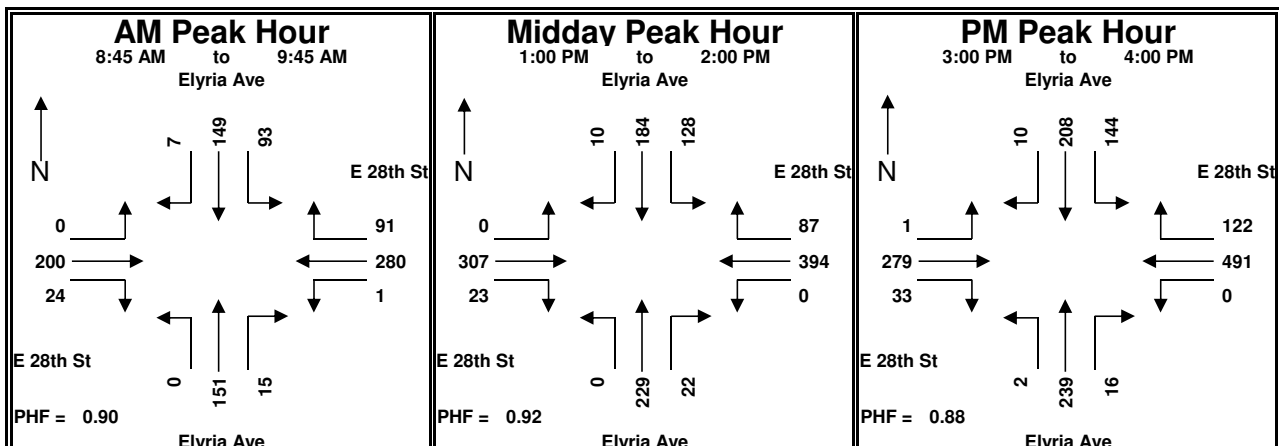 AM Peak Hour
8:45 AM to 9:45 AM
Elyria Ave
7 149 93
N
E 28th St
0 91
200 280
24 1
E 28th St
0 151 15
PHF = 0.90
Elyria Ave
Midday Peak Hour
1:00 PM to 2:00 PM
Elyria Ave
10 184 128
N
E 28th St
0 87
307 394
23 0
E 28th St
0 229 22
PHF = 0.92
Elyria Ave
PM Peak Hour
3:00 PM to 4:00 PM
Elyria Ave
10 208 144
N
1 122
279 491
33 0
E 28th St
2 239 16
PHF = 0.88
Elyria Ave